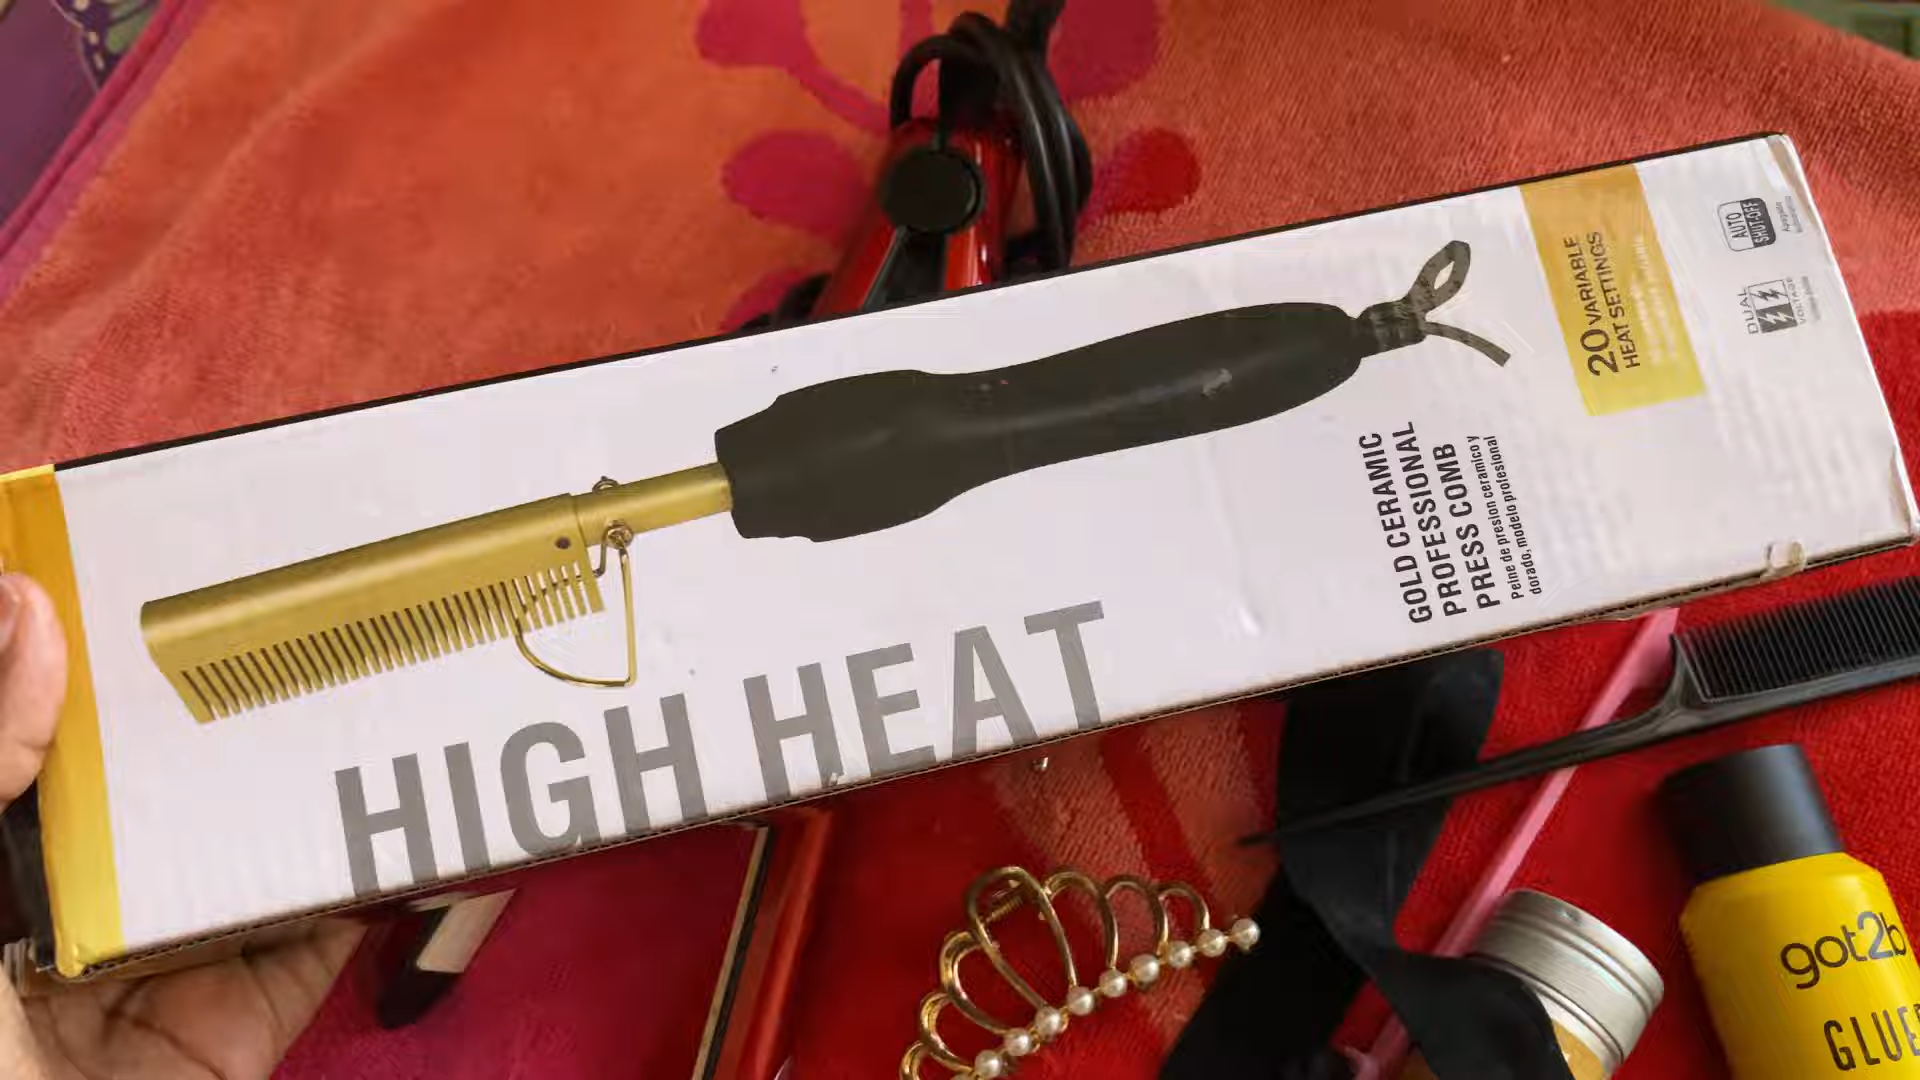 HIGH HEAT
GOLD CERAMIC
PROFESSIONAL
PRESS COMB
Peine de presion ceramico y
dorado, modelo profesional
20 VARIABLE
HEAT SETTINGS
AUTO
SHUT-OFF
DUAL
VOLTAGE
got2b
GLUE